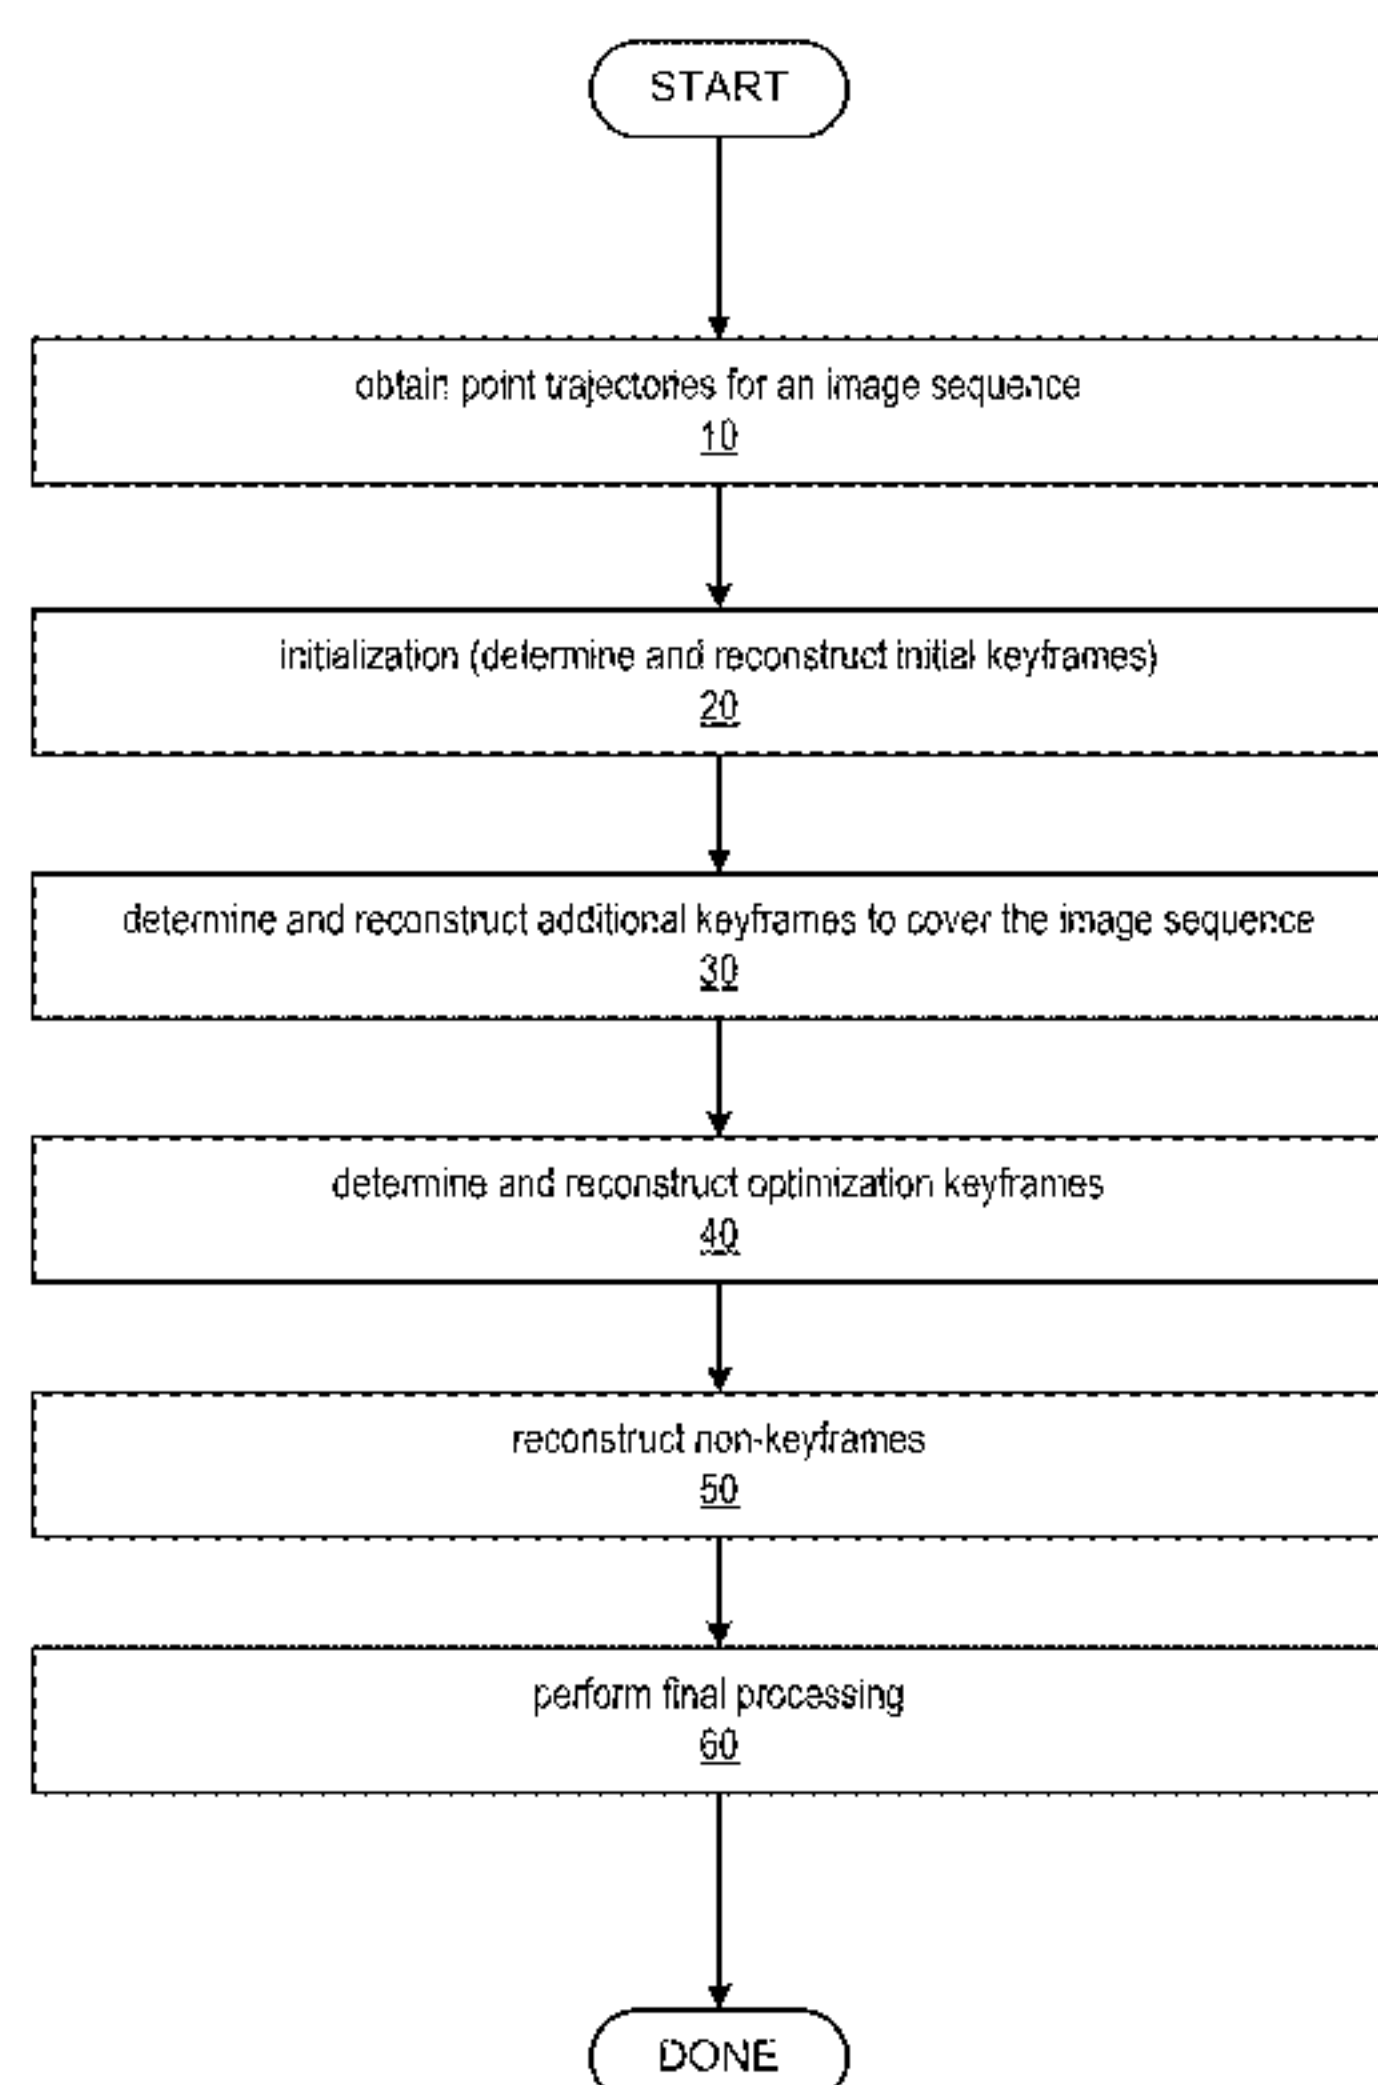 START
obtain point trajectories for an image sequence
10
initialization (determine and reconstruct initial keyframes)
20
determine and reconstruct additional keyframes to cover the image sequence
30
determine and reconstruct optimization keyframes
40
reconstruct non-keyframes
50
perform final processing
60
DONE